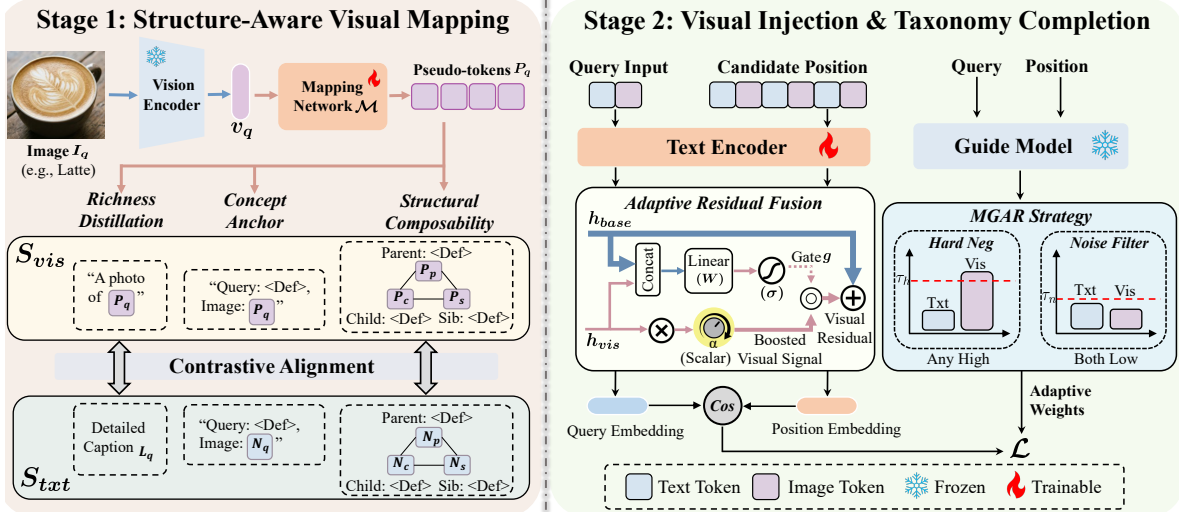 Stage 1: Structure-Aware Visual Mapping
Image I_q
(e.g., Latte)
Vision
Encoder
v_q
Mapping
Network M
Pseudo-tokens P_q
Richness
Distillation
Concept
Anchor
Structural
Composability
S_vis
"A photo
of P_q "
"Query: <Def>,
Image: P_q "
Parent: <Def>
P_p
P_c P_s
Child: <Def> Sib: <Def>
Contrastive Alignment
S_txt
Detailed
Caption L_q
"Query: <Def>,
Image: N_q "
Parent: <Def>
N_p
N_c N_s
Child: <Def> Sib: <Def>
Stage 2: Visual Injection & Taxonomy Completion
Query Input
Candidate Position
Text Encoder
Adaptive Residual Fusion
h_base
Concat
Linear
(W)
(σ)
Gate g
Visual
Residual
h_vis
α
(Scalar)
Boosted
Visual Signal
Query Embedding
Cos
Position Embedding
Query
Position
Guide Model
MGAR Strategy
Hard Neg
τ_h
Txt
Vis
Any High
Noise Filter
τ_n
Txt
Vis
Both Low
Adaptive
Weights
L
Text Token
Image Token
Frozen
Trainable